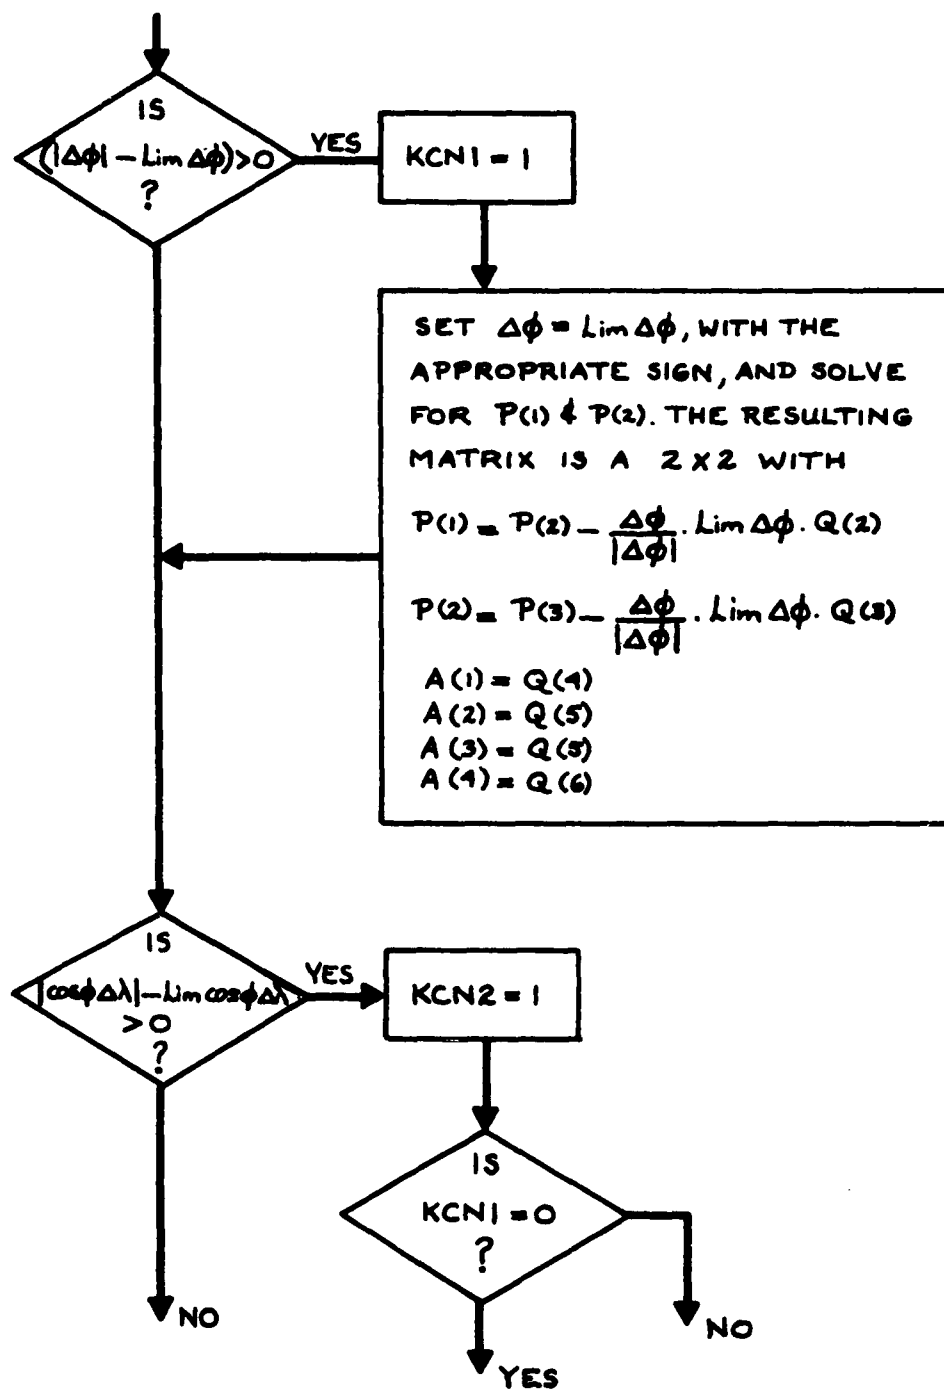 IS
(|Δϕ| – Lim Δϕ) > 0
?
YES
KCN1 = 1
SET Δϕ = Lim Δϕ, WITH THE
APPROPRIATE SIGN, AND SOLVE
FOR P(1) & P(2). THE RESULTING
MATRIX IS A 2 X 2 WITH
P(1) = P(2) – Δϕ/|Δϕ| . Lim Δϕ . Q(2)
P(2) = P(3) – Δϕ/|Δϕ| . Lim Δϕ . Q(3)
A(1) = Q(4)
A(2) = Q(5)
A(3) = Q(5)
A(4) = Q(6)
IS
|cosϕΔλ| – Lim cosϕΔλ
> 0
?
YES
KCN2 = 1
IS
KCN1 = 0
?
NO
NO
YES